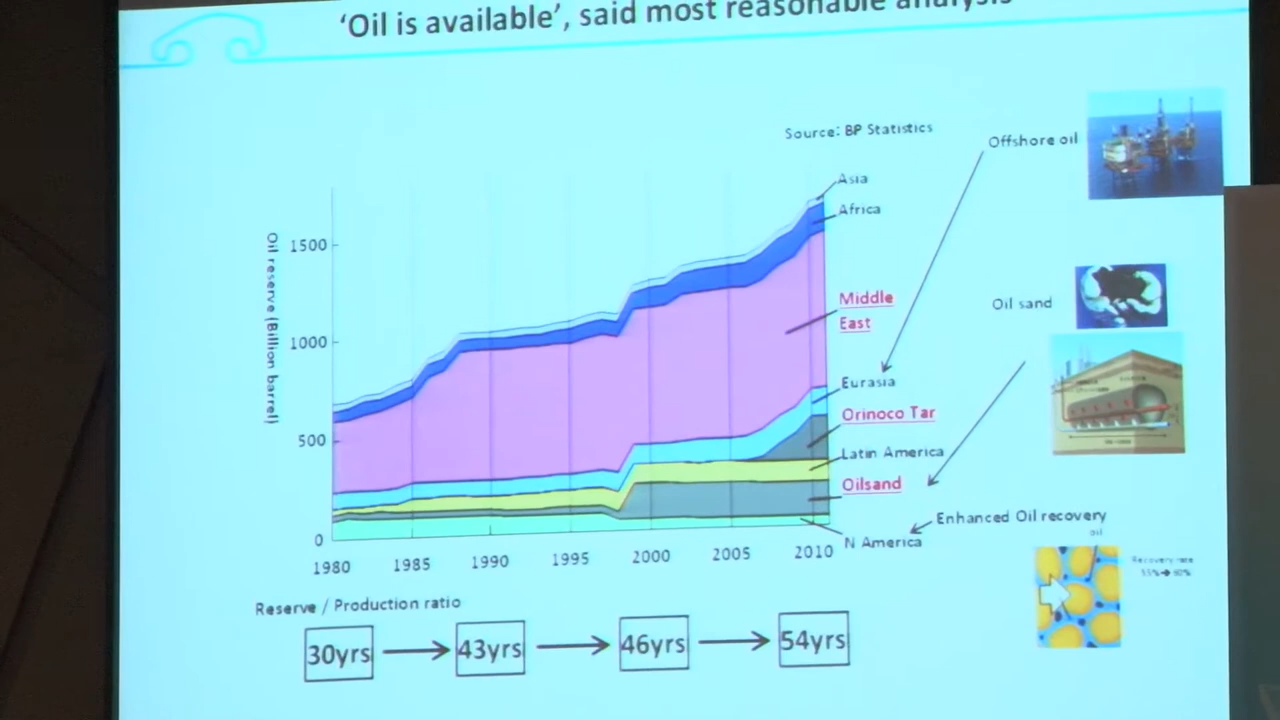 'Oil is available', said most reasonable analysis
Source: BP Statistics
Offshore oil
Asia
Africa
Oil reserve (Billion barrel)
1500
1000
500
0
Middle
East
Oil sand
Eurasia
Orinoco Tar
Latin America
Oilsand
Enhanced Oil recovery
N America
oil
Recovery rate
1980
1985
1990
1995
2000
2005
2010
Reserve / Production ratio
30yrs
43yrs
46yrs
54yrs